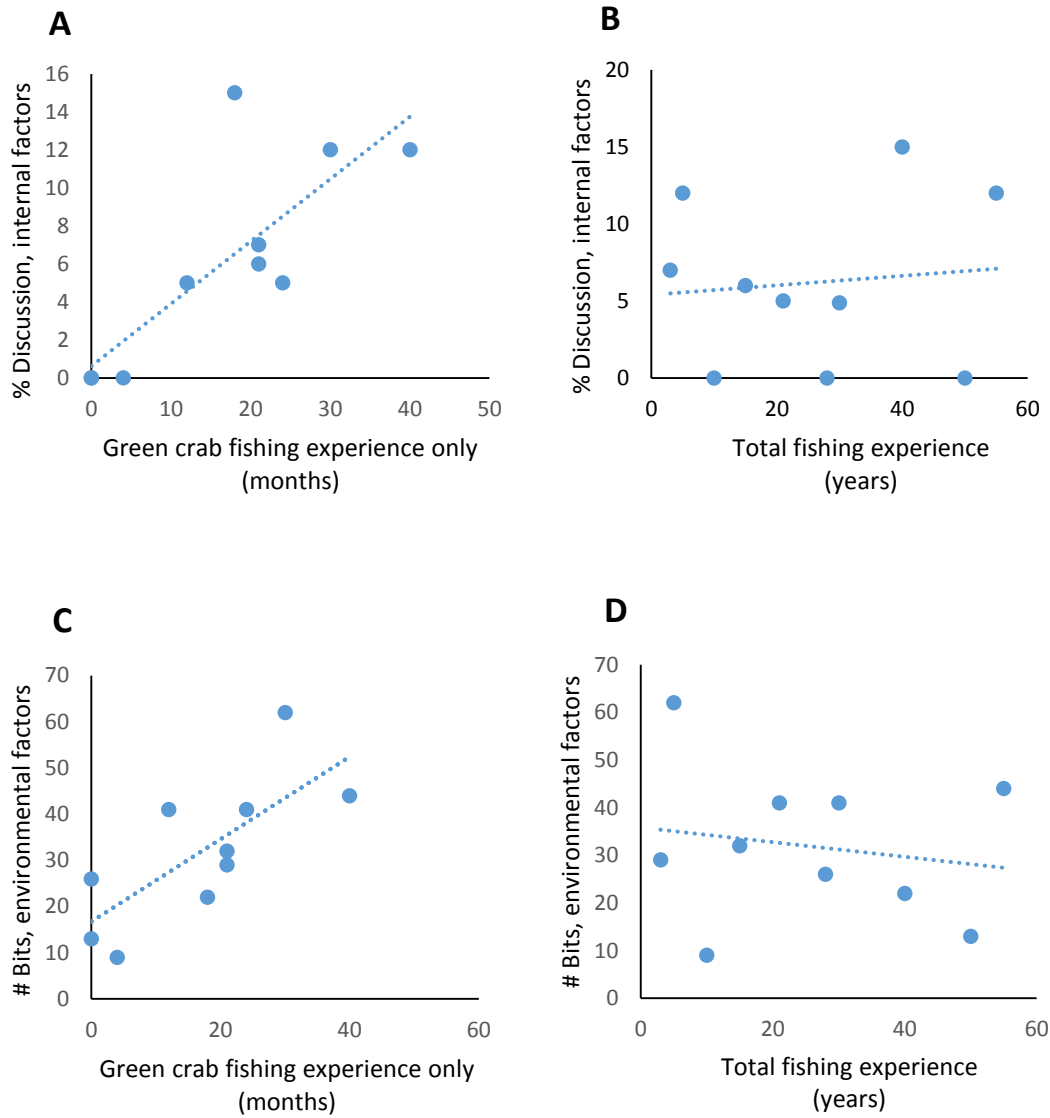 A
% Discussion, internal factors
16
14
12
10
8
6
4
2
0
0 10 20 30 40 50
Green crab fishing experience only
(months)
B
% Discussion, internal factors
20
15
10
5
0
0 20 40 60
Total fishing experience
(years)
C
# Bits, environmental factors
70
60
50
40
30
20
10
0
0 20 40 60
Green crab fishing experience only
(months)
D
# Bits, environmental factors
70
60
50
40
30
20
10
0
0 20 40 60
Total fishing experience
(years)